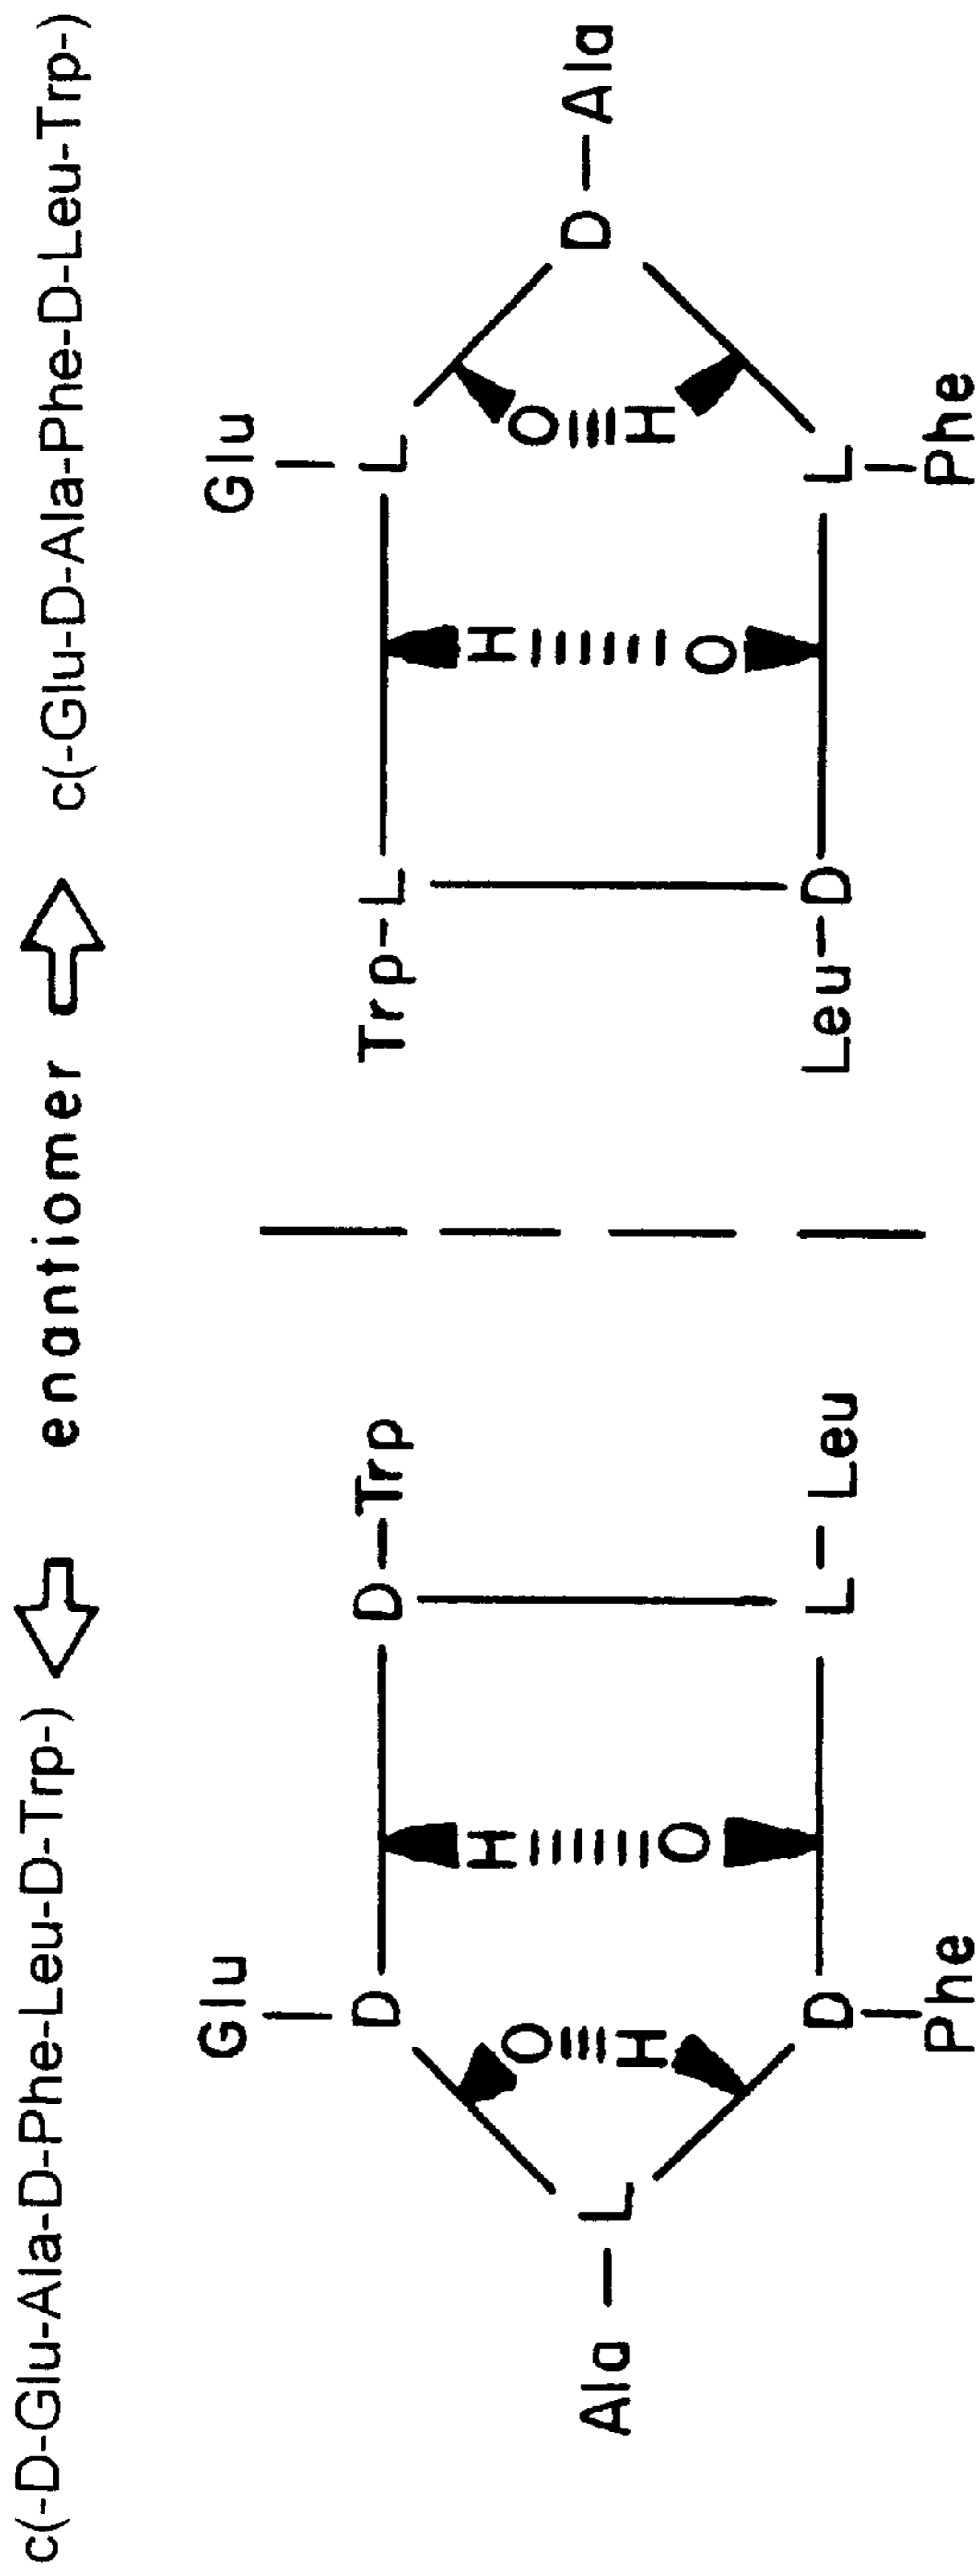 c(-D-Glu-Ala-D-Phe-Leu-D-Trp-) enantiomer c(-Glu-D-Ala-Phe-D-Leu-Trp-)
Glu Glu
D D-Trp Trp-L L
O H H O
Ala-L D-Ala
H O O H
D L-Leu Leu-D L
Phe Phe